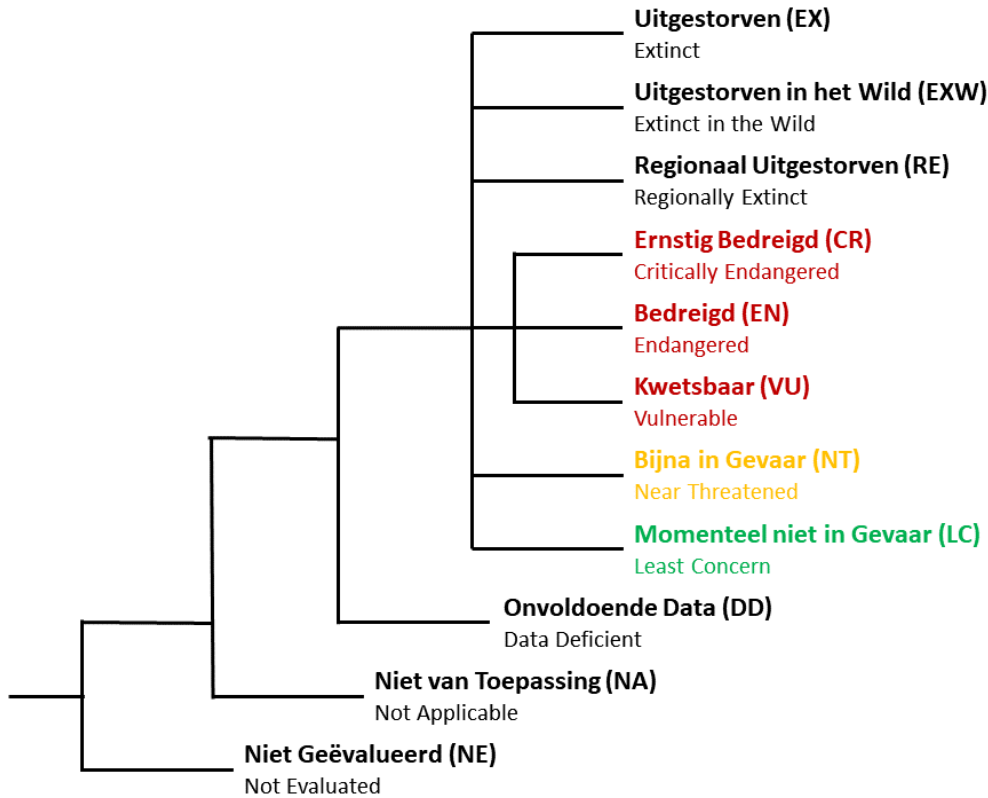 Uitgestorven (EX)
Extinct
Uitgestorven in het Wild (EXW)
Extinct in the Wild
Regionaal Uitgestorven (RE)
Regionally Extinct
Ernstig Bedreigd (CR)
Critically Endangered
Bedreigd (EN)
Endangered
Kwetsbaar (VU)
Vulnerable
Bijna in Gevaar (NT)
Near Threatened
Momenteel niet in Gevaar (LC)
Least Concern
Onvoldoende Data (DD)
Data Deficient
Niet van Toepassing (NA)
Not Applicable
Niet Geëvalueerd (NE)
Not Evaluated